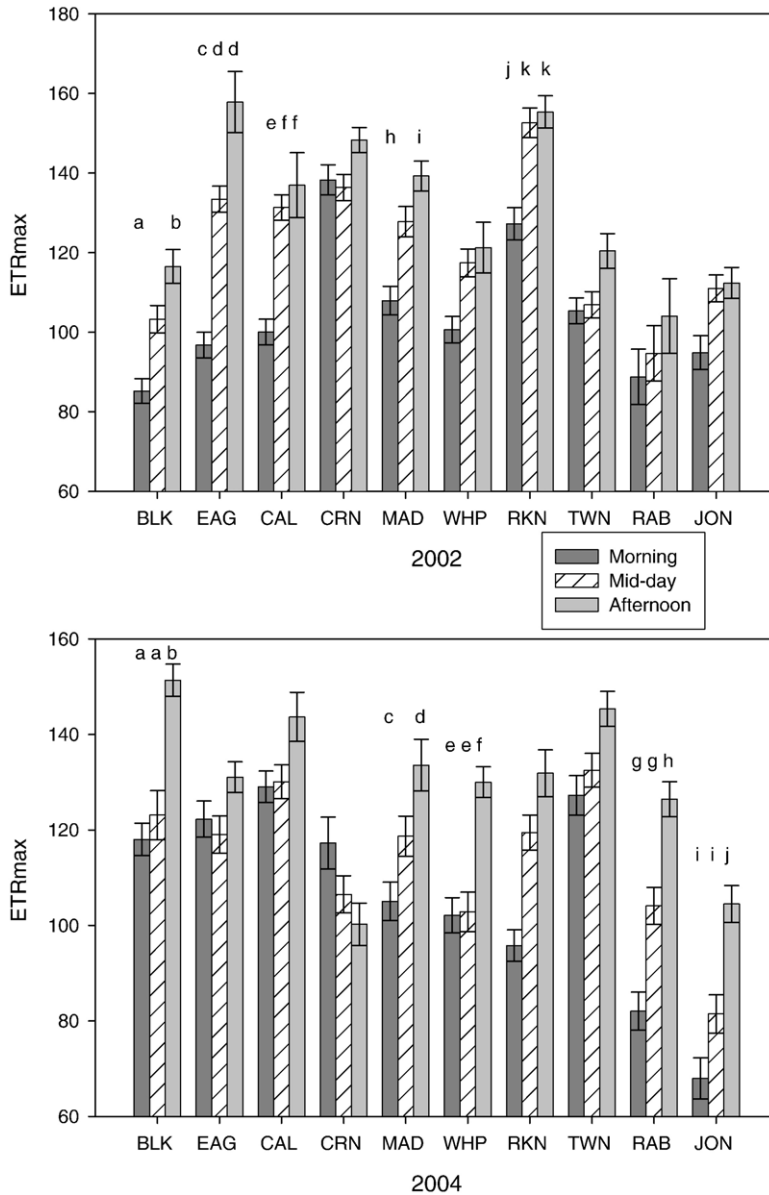 180
160
140
120
100
80
60
ETRmax
a b
c d d
e f f
h i
j k k
BLK EAG CAL CRN MAD WHP RKN TWN RAB JON
2002
Morning
Mid-day
Afternoon
160
140
120
100
80
60
ETRmax
a a b
c d
e e f
g g h
i i j
BLK EAG CAL CRN MAD WHP RKN TWN RAB JON
2004